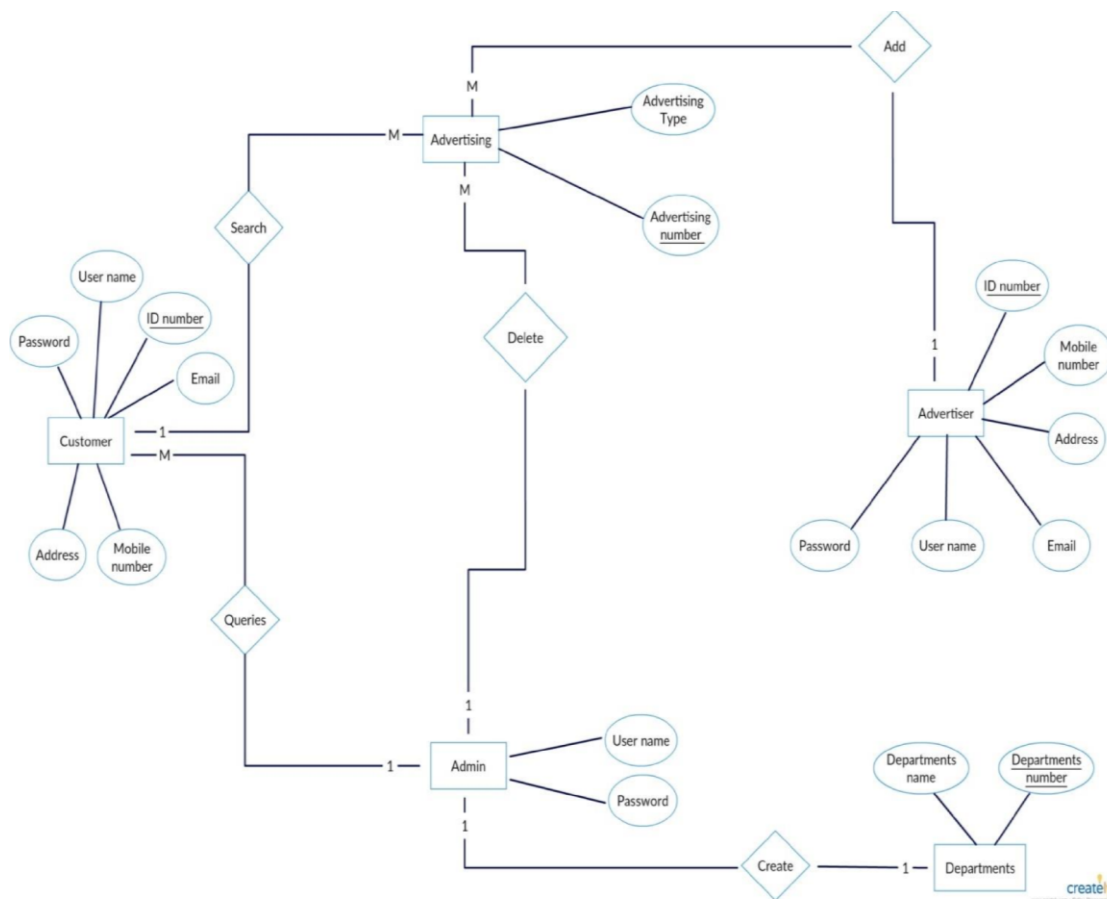 Add
M
Advertising
Type
M
Advertising
M
Search
Advertising
number
User name
ID number
ID number
Password
Delete
Mobile
number
1
Email
Advertiser
1
Customer
Address
M
Password
User name
Email
Address
Mobile
number
Queries
1
User name
Departments
name
Departments
number
1
Admin
Password
1
Create
1
Departments